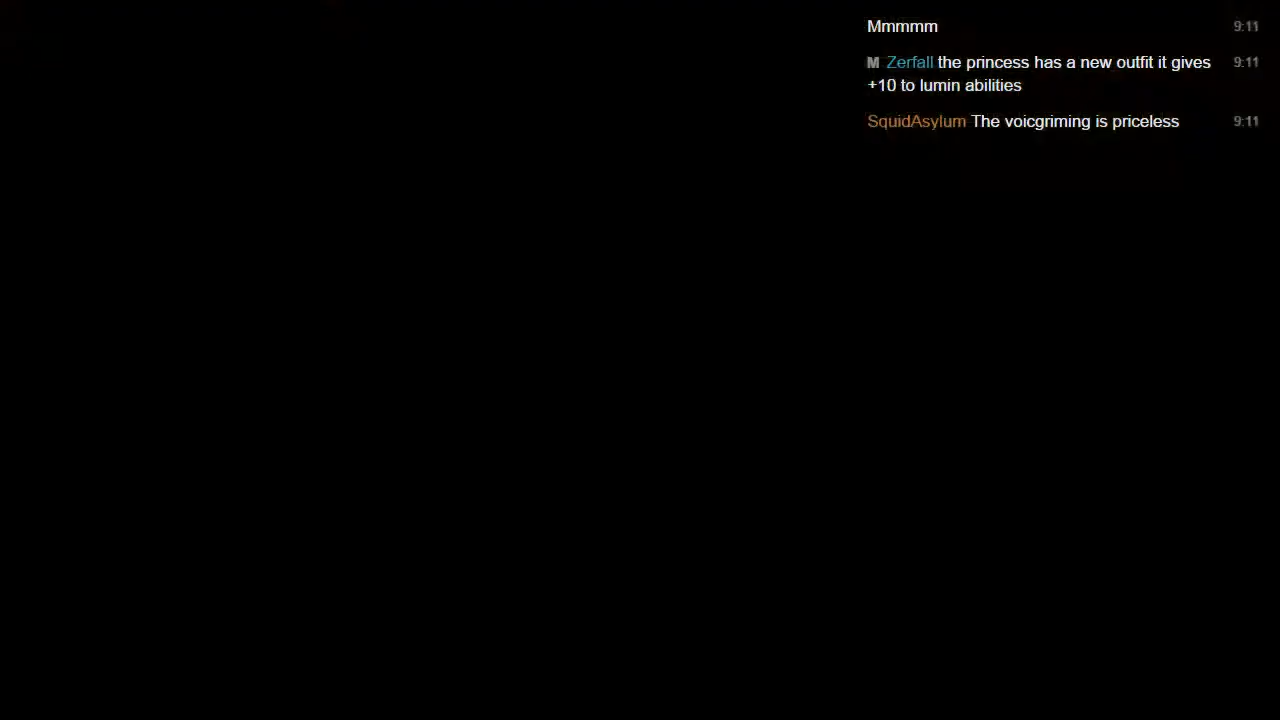 Mmmmm 9:11
M Zerfall the princess has a new outfit it gives 9:11
+10 to lumin abilities
SquidAsylum The voicgriming is priceless 9:11